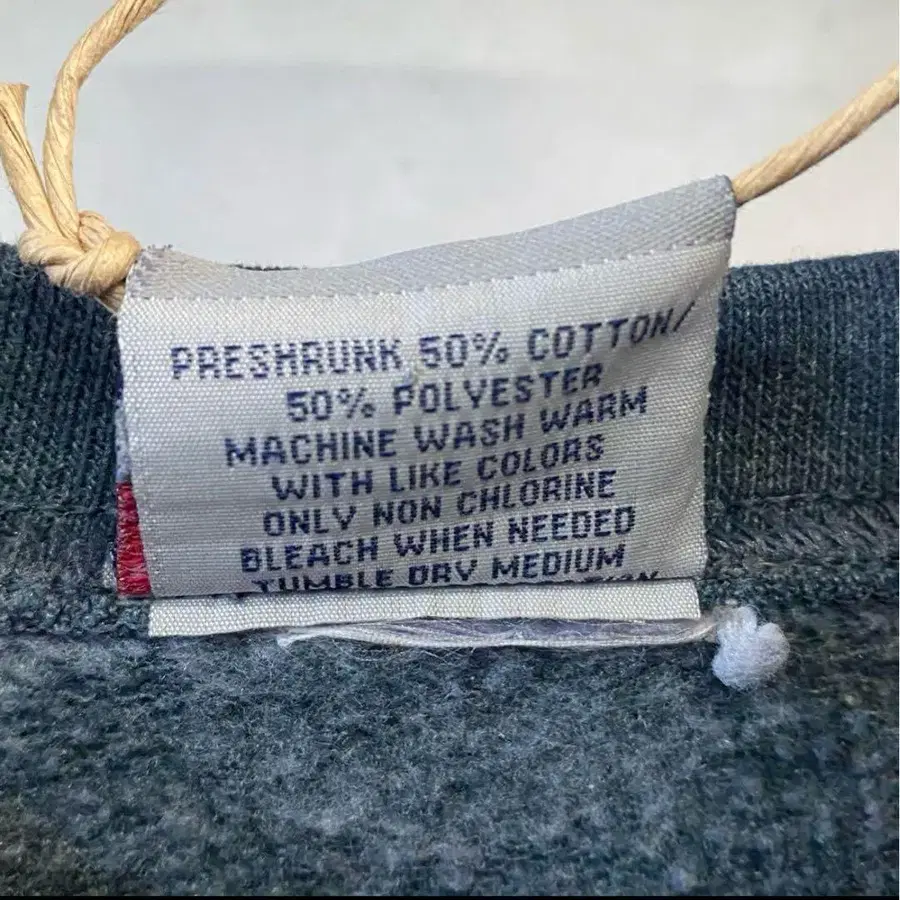 PRESHRUNK 50% COTTON/
50% POLYESTER
MACHINE WASH WARM
WITH LIKE COLORS
ONLY NON CHLORINE
BLEACH WHEN NEEDED
TUMBLE DRY MEDIUM